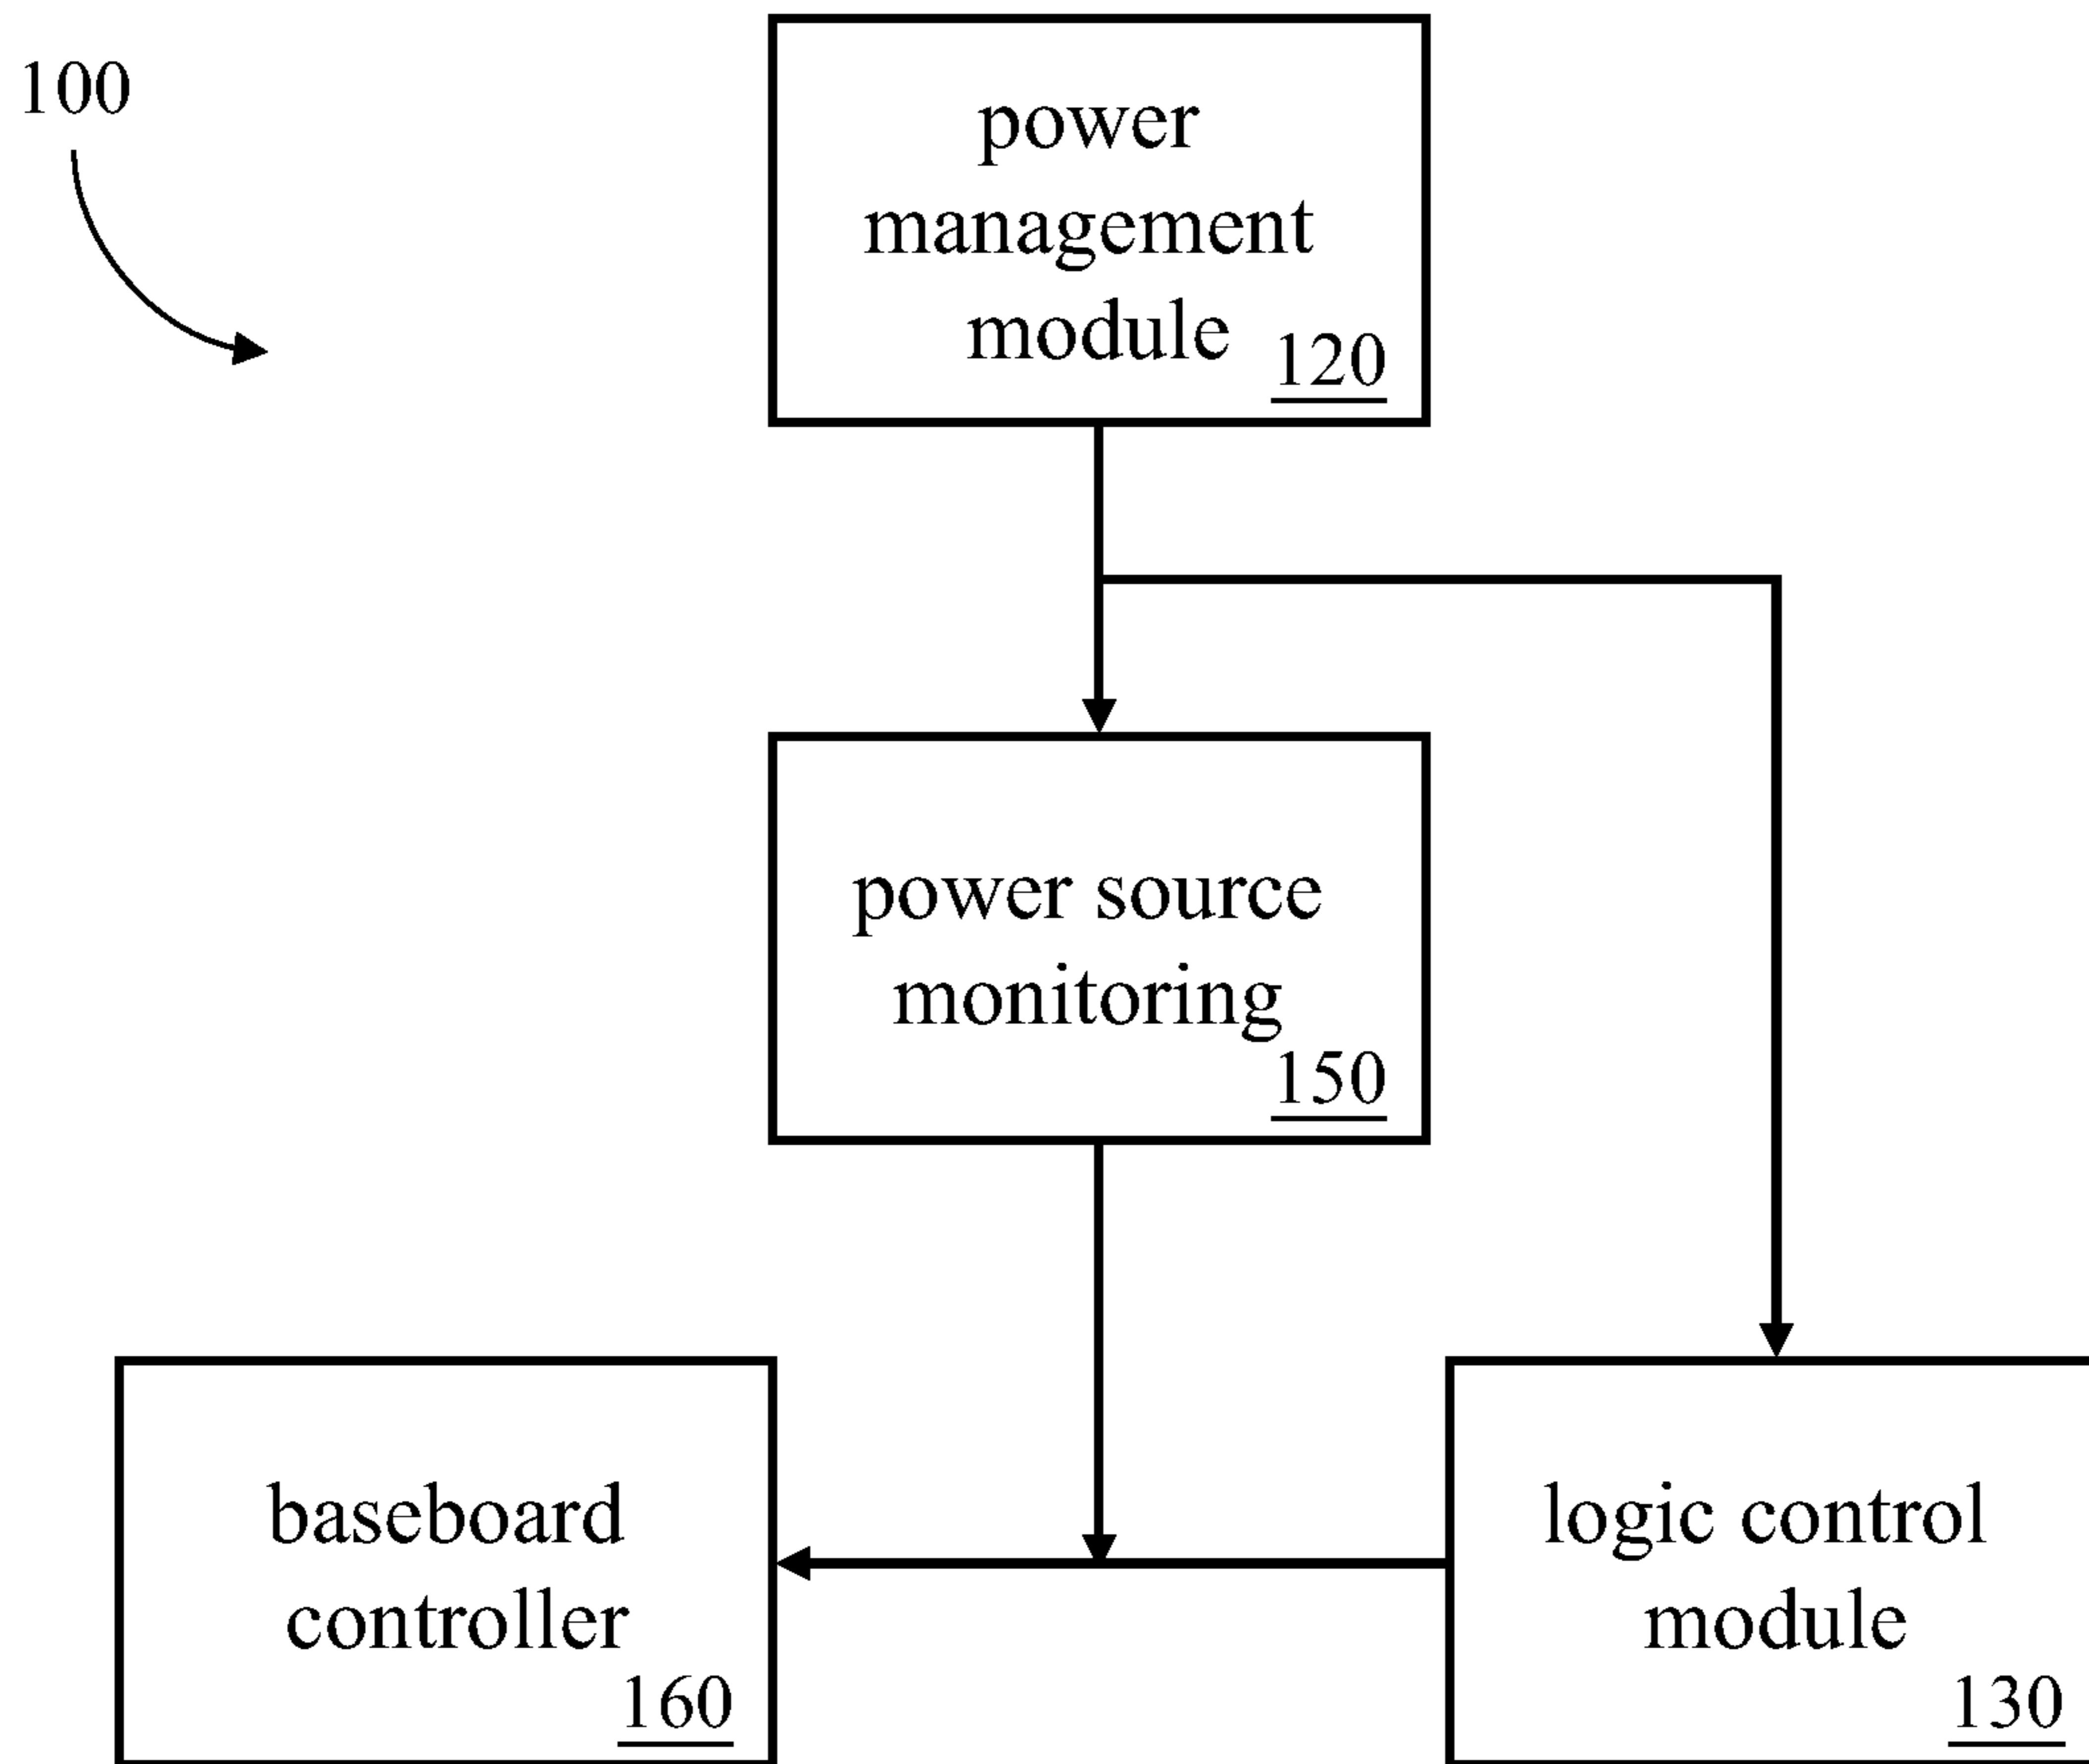 100
power
management
module
120
power source
monitoring
150
baseboard
controller
160
logic control
module
130